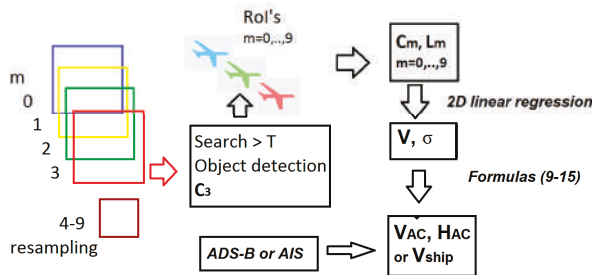 RoI's
m=0,..,9
m
0
1
2
3
4-9
resampling
Search > T
Object detection
C3
Cm, Lm
m=0,..,9
2D linear regression
V, σ
Formulas (9-15)
ADS-B or AIS
VAC, HAC
or Vship